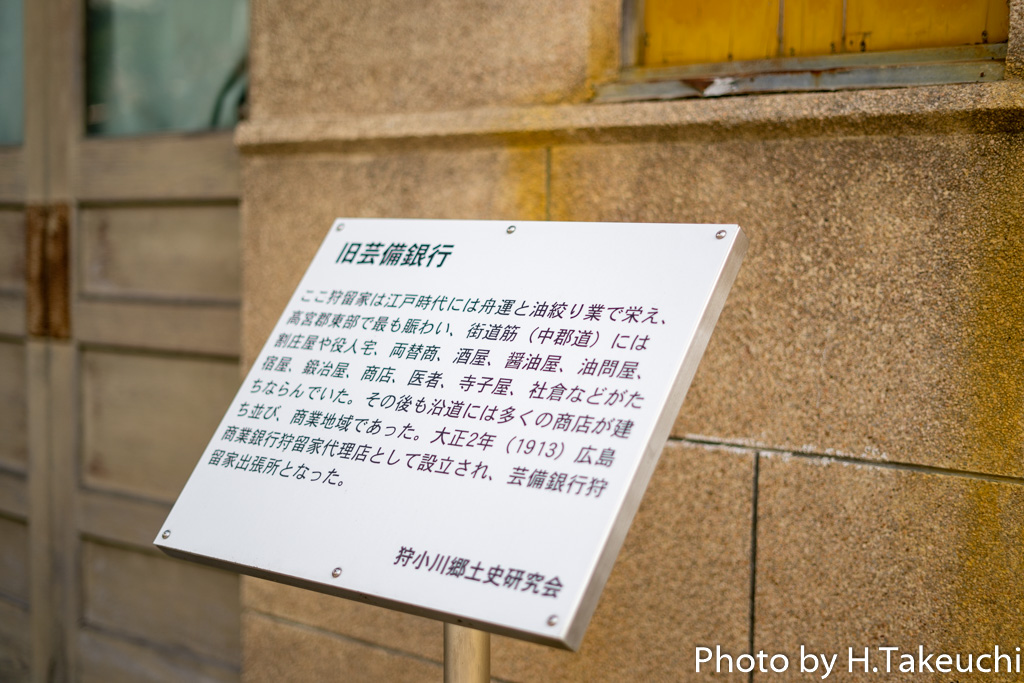 旧芸備銀行
ここ狩留家は江戸時代には舟運と油絞り業で栄え、
高宮郡東部で最も賑わい、街道筋（中郡道）には
割庄屋や役人宅、両替商、酒屋、醤油屋、油問屋、
宿屋、鍛冶屋、商店、医者、寺子屋、社倉などがた
ちならんでいた。その後も沿道には多くの商店が建
ち並び、商業地域であった。大正2年（1913）広島
商業銀行狩留家代理店として設立され、芸備銀行狩
留家出張所となった。
狩小川郷土史研究会
Photo by H.Takeuchi